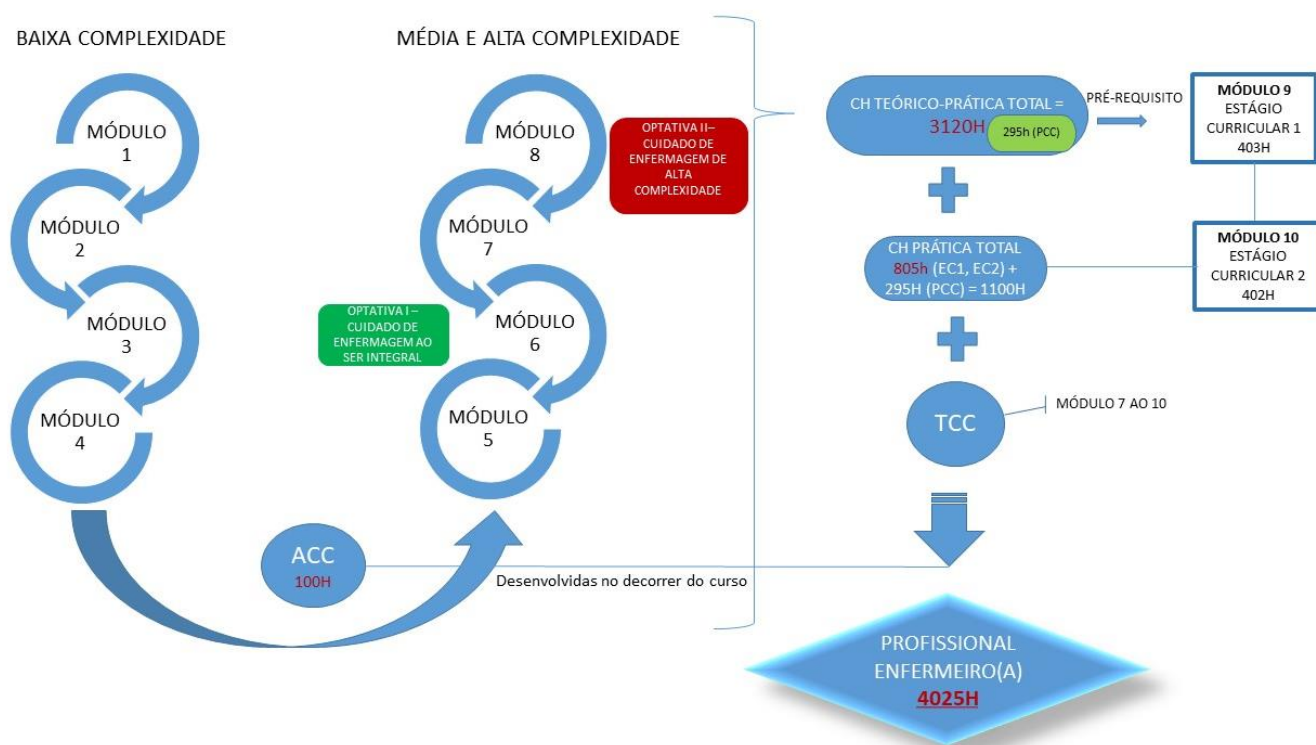 BAIXA COMPLEXIDADE
MÓDULO
1
MÓDULO
2
MÓDULO
3
MÓDULO
4
MÉDIA E ALTA COMPLEXIDADE
MÓDULO
8
OPTATIVA II–
CUIDADO DE
ENFERMAGEM DE
ALTA
COMPLEXIDADE
MÓDULO
7
OPTATIVA I –
CUIDADO DE
ENFERMAGEM AO
SER INTEGRAL
MÓDULO
6
MÓDULO
5
ACC
100H
Desenvolvidas no decorrer do curso
CH TEÓRICO-PRÁTICA TOTAL =
3120H
295h (PCC)
PRÉ-REQUISITO
MÓDULO 9
ESTÁGIO
CURRICULAR 1
403H
CH PRÁTICA TOTAL
805h (EC1, EC2) +
295H (PCC) = 1100H
MÓDULO 10
ESTÁGIO
CURRICULAR 2
402H
TCC
MÓDULO 7 AO 10
PROFISSIONAL
ENFERMEIRO(A)
4025H